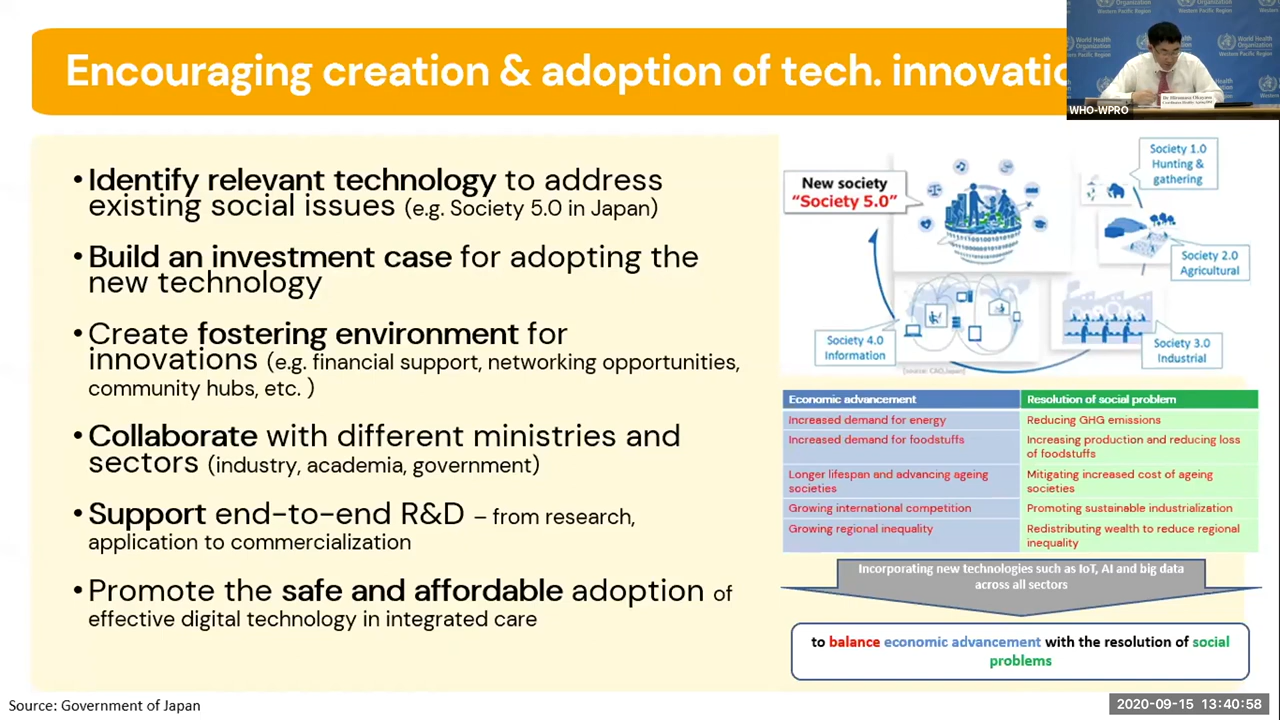 Encouraging creation & adoption of tech. innovatio
World Health
Organization
Western Pacific Region
WHO-WPRO
• Identify relevant technology to address
existing social issues (e.g. Society 5.0 in Japan)
• Build an investment case for adopting the
new technology
• Create fostering environment for
innovations (e.g. financial support, networking opportunities,
community hubs, etc. )
• Collaborate with different ministries and
sectors (industry, academia, government)
• Support end-to-end R&D – from research,
application to commercialization
• Promote the safe and affordable adoption of
effective digital technology in integrated care
New society
“Society 5.0”
Society 1.0
Hunting &
gathering
Society 2.0
Agricultural
Society 3.0
Industrial
Society 4.0
Information
Economic advancement
Resolution of social problem
Increased demand for energy
Reducing GHG emissions
Increased demand for foodstuffs
Increasing production and reducing loss
of foodstuffs
Longer lifespan and advancing ageing
societies
Mitigating increased cost of ageing
societies
Growing international competition
Promoting sustainable industrialization
Growing regional inequality
Redistributing wealth to reduce regional
inequality
Incorporating new technologies such as IoT, AI and big data
across all sectors
to balance economic advancement with the resolution of social
problems
Source: Government of Japan
2020-09-15 13:40:58